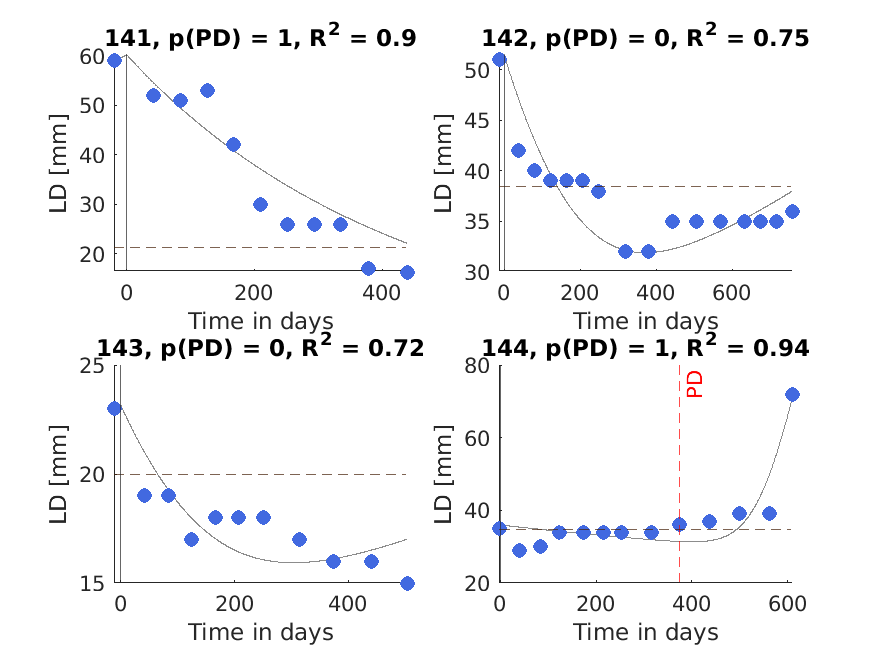 141, p(PD) = 1, R² = 0.9
60
50
40
30
20
LD [mm]
0
200
400
Time in days
142, p(PD) = 0, R² = 0.75
50
45
40
35
30
LD [mm]
0
200
400
600
Time in days
143, p(PD) = 0, R² = 0.72
25
20
15
LD [mm]
0
200
400
Time in days
144, p(PD) = 1, R² = 0.94
80
60
40
20
LD [mm]
PD
0
200
400
600
Time in days